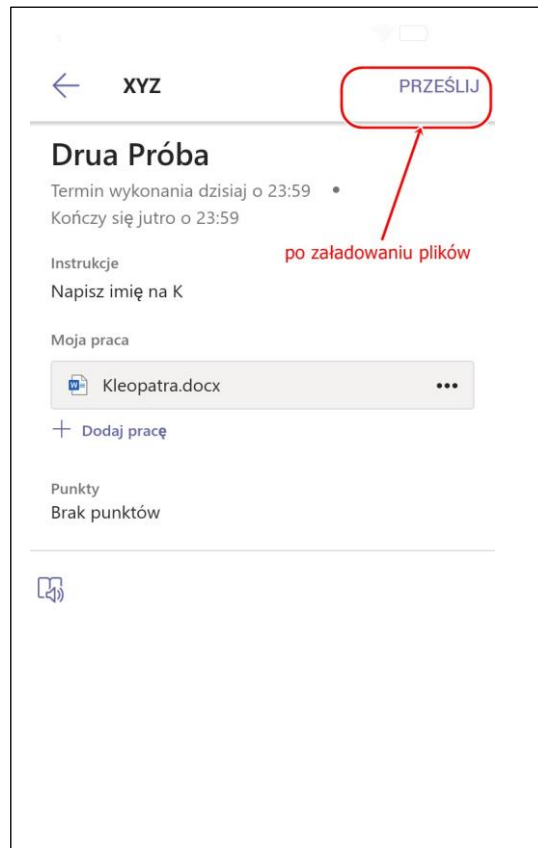 XYZ
PRZEŚLIJ
Drua Próba
Termin wykonania dzisiaj o 23:59 •
Kończy się jutro o 23:59
po załadowaniu plików
Instrukcje
Napisz imię na K
Moja praca
Kleopatra.docx
Dodaj pracę
Punkty
Brak punktów